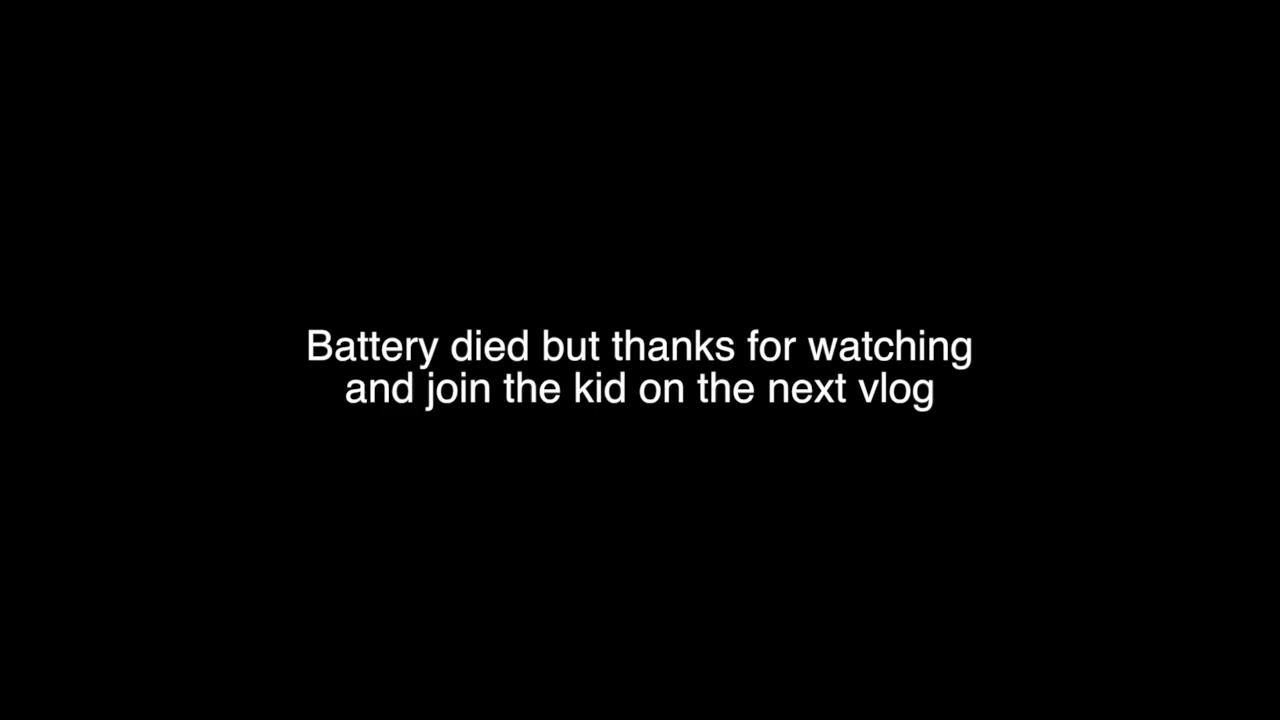 Battery died but thanks for watching
and join the kid on the next vlog